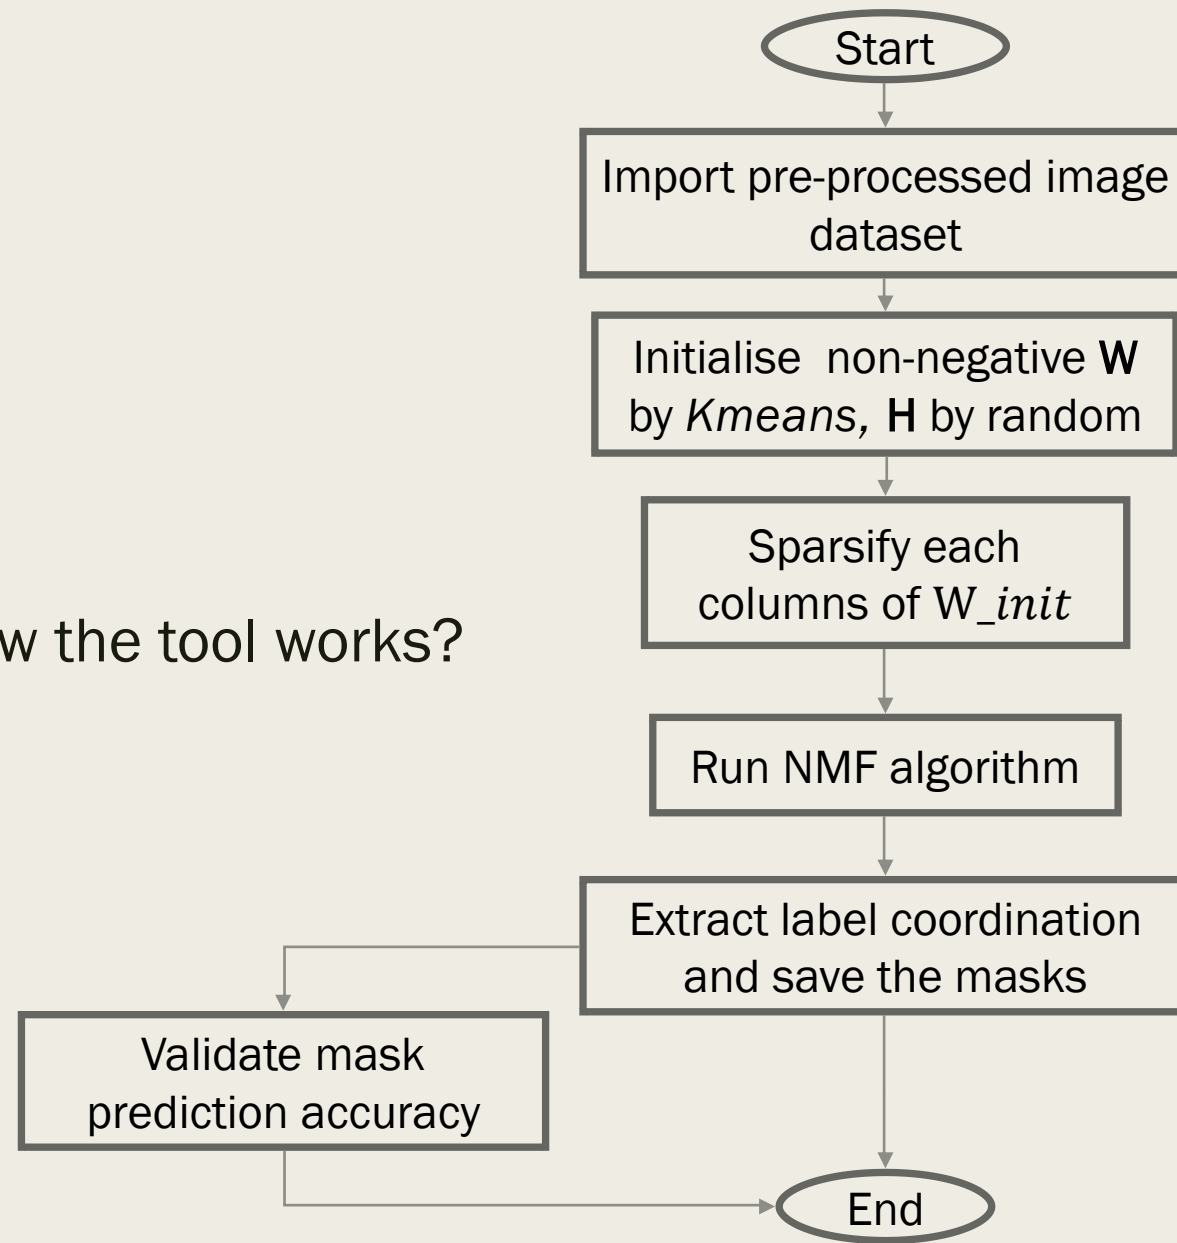 Start
Import pre-processed image
dataset
Initialise non-negative W
by Kmeans, H by random
Sparsify each
columns of W_init
w the tool works?
Run NMF algorithm
Extract label coordination
and save the masks
Validate mask
prediction accuracy
End